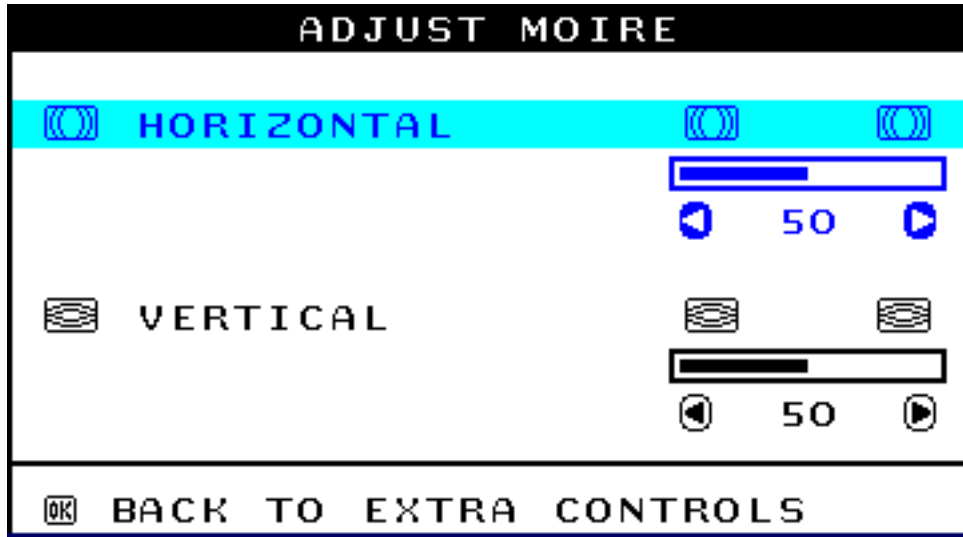 ADJUST MOIRE
HORIZONTAL
50
VERTICAL
50
OK BACK TO EXTRA CONTROLS